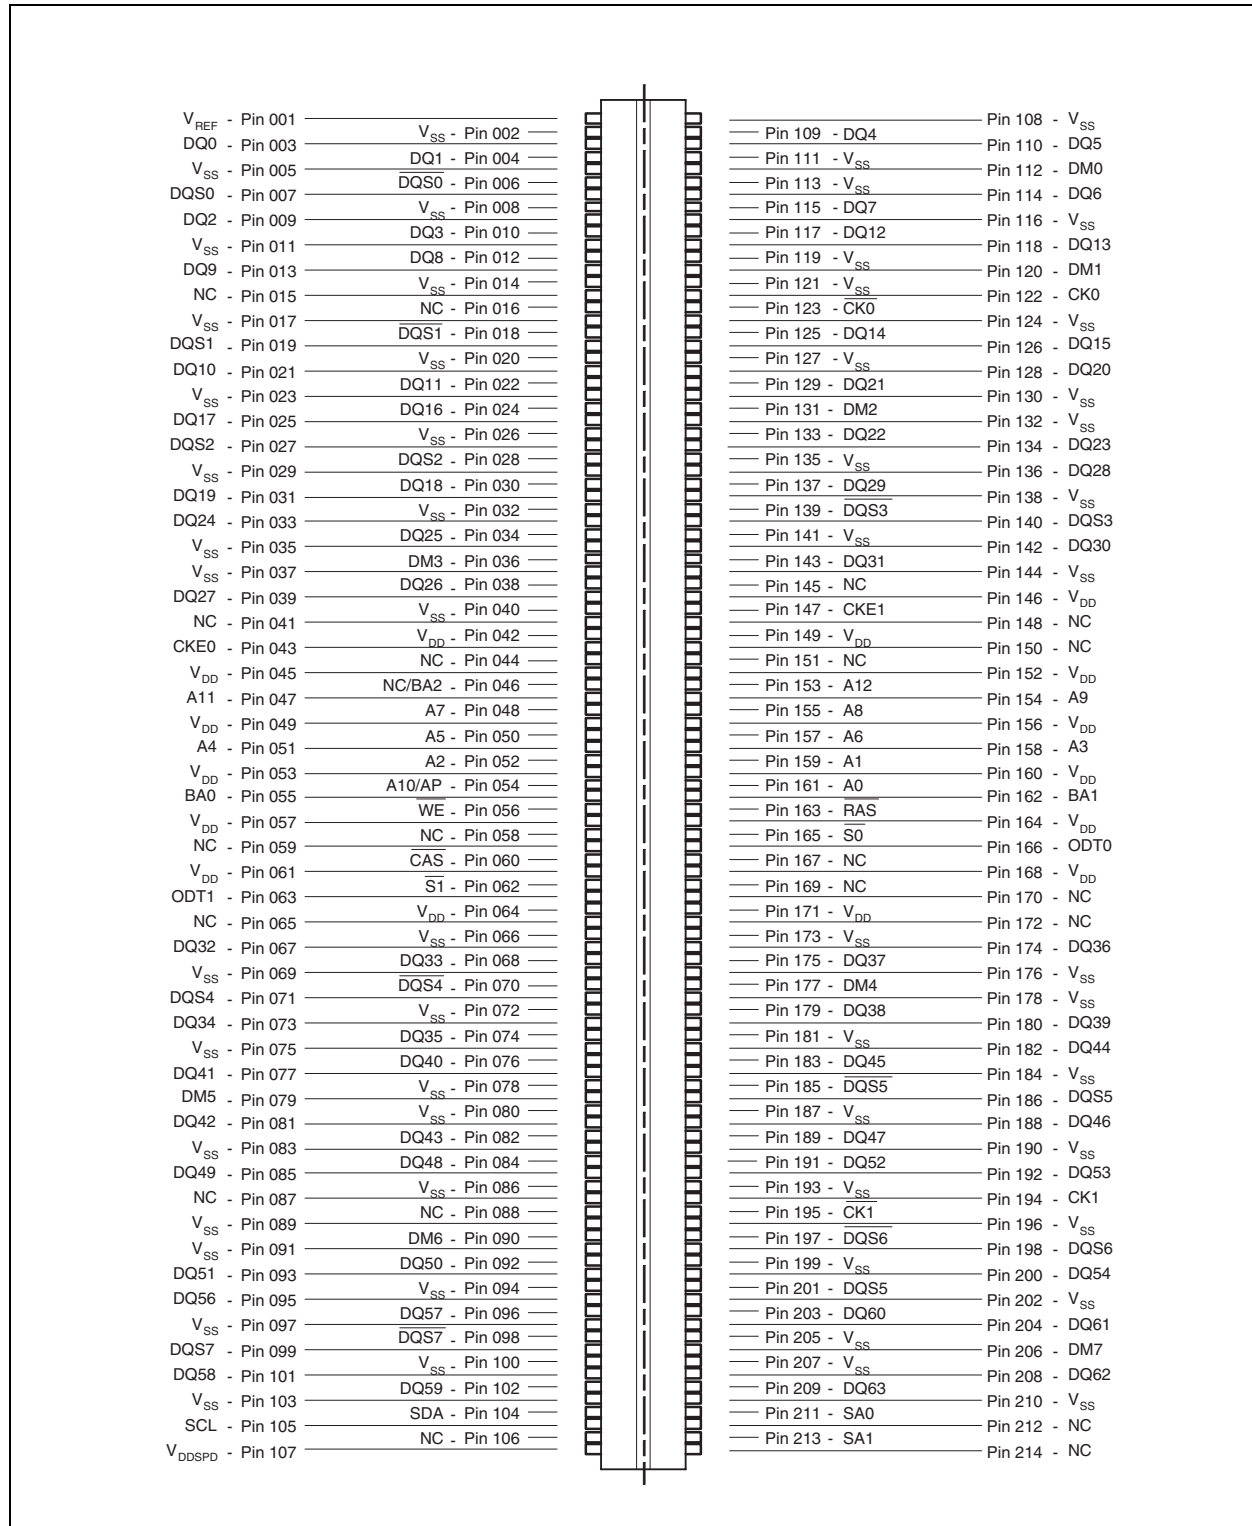 VREF - Pin 001
VSS - Pin 002
DQ0 - Pin 003
DQ1 - Pin 004
VSS - Pin 005
DQS0 - Pin 006
DQS0 - Pin 007
VSS - Pin 008
DQ2 - Pin 009
DQ3 - Pin 010
VSS - Pin 011
DQ8 - Pin 012
DQ9 - Pin 013
VSS - Pin 014
NC - Pin 015
NC - Pin 016
VSS - Pin 017
DQS1 - Pin 018
DQS1 - Pin 019
VSS - Pin 020
DQ10 - Pin 021
DQ11 - Pin 022
VSS - Pin 023
DQ16 - Pin 024
DQ17 - Pin 025
VSS - Pin 026
DQS2 - Pin 027
DQS2 - Pin 028
VSS - Pin 029
DQ18 - Pin 030
DQ19 - Pin 031
VSS - Pin 032
DQ24 - Pin 033
DQ25 - Pin 034
VSS - Pin 035
DM3 - Pin 036
VSS - Pin 037
DQ26 - Pin 038
DQ27 - Pin 039
VSS - Pin 040
NC - Pin 041
VDD - Pin 042
CKE0 - Pin 043
NC - Pin 044
VDD - Pin 045
NC/BA2 - Pin 046
A11 - Pin 047
A7 - Pin 048
VDD - Pin 049
A5 - Pin 050
A4 - Pin 051
A2 - Pin 052
VDD - Pin 053
A10/AP - Pin 054
BA0 - Pin 055
WE - Pin 056
VDD - Pin 057
NC - Pin 058
NC - Pin 059
CAS - Pin 060
VDD - Pin 061
S1 - Pin 062
ODT1 - Pin 063
VDD - Pin 064
NC - Pin 065
VSS - Pin 066
DQ32 - Pin 067
DQ33 - Pin 068
VSS - Pin 069
DQS4 - Pin 070
DQS4 - Pin 071
VSS - Pin 072
DQ34 - Pin 073
DQ35 - Pin 074
VSS - Pin 075
DQ40 - Pin 076
DQ41 - Pin 077
VSS - Pin 078
DM5 - Pin 079
VSS - Pin 080
DQ42 - Pin 081
DQ43 - Pin 082
VSS - Pin 083
DQ48 - Pin 084
DQ49 - Pin 085
VSS - Pin 086
NC - Pin 087
NC - Pin 088
VSS - Pin 089
DM6 - Pin 090
VSS - Pin 091
DQ50 - Pin 092
DQ51 - Pin 093
VSS - Pin 094
DQ56 - Pin 095
DQ57 - Pin 096
VSS - Pin 097
DQS7 - Pin 098
DQS7 - Pin 099
VSS - Pin 100
DQ58 - Pin 101
DQ59 - Pin 102
VSS - Pin 103
SDA - Pin 104
SCL - Pin 105
NC - Pin 106
VDDSPD - Pin 107
Pin 108 - VSS
Pin 109 - DQ4
Pin 110 - DQ5
Pin 111 - VSS
Pin 112 - DM0
Pin 113 - VSS
Pin 114 - DQ6
Pin 115 - DQ7
Pin 116 - VSS
Pin 117 - DQ12
Pin 118 - DQ13
Pin 119 - VSS
Pin 120 - DM1
Pin 121 - VSS
Pin 122 - CK0
Pin 123 - CK0
Pin 124 - VSS
Pin 125 - DQ14
Pin 126 - DQ15
Pin 127 - VSS
Pin 128 - DQ20
Pin 129 - DQ21
Pin 130 - VSS
Pin 131 - DM2
Pin 132 - VSS
Pin 133 - DQ22
Pin 134 - DQ23
Pin 135 - VSS
Pin 136 - DQ28
Pin 137 - DQ29
Pin 138 - VSS
Pin 139 - DQS3
Pin 140 - DQS3
Pin 141 - VSS
Pin 142 - DQ30
Pin 143 - DQ31
Pin 144 - VSS
Pin 145 - NC
Pin 146 - VDD
Pin 147 - CKE1
Pin 148 - NC
Pin 149 - VDD
Pin 150 - NC
Pin 151 - NC
Pin 152 - VDD
Pin 153 - A12
Pin 154 - A9
Pin 155 - A8
Pin 156 - VDD
Pin 157 - A6
Pin 158 - A3
Pin 159 - A1
Pin 160 - VDD
Pin 161 - A0
Pin 162 - BA1
Pin 163 - RAS
Pin 164 - VDD
Pin 165 - S0
Pin 166 - ODT0
Pin 167 - NC
Pin 168 - VDD
Pin 169 - NC
Pin 170 - NC
Pin 171 - VDD
Pin 172 - NC
Pin 173 - VSS
Pin 174 - DQ36
Pin 175 - DQ37
Pin 176 - VSS
Pin 177 - DM4
Pin 178 - VSS
Pin 179 - DQ38
Pin 180 - DQ39
Pin 181 - VSS
Pin 182 - DQ44
Pin 183 - DQ45
Pin 184 - VSS
Pin 185 - DQS5
Pin 186 - DQS5
Pin 187 - VSS
Pin 188 - DQ46
Pin 189 - DQ47
Pin 190 - VSS
Pin 191 - DQ52
Pin 192 - DQ53
Pin 193 - VSS
Pin 194 - CK1
Pin 195 - CK1
Pin 196 - VSS
Pin 197 - DQS6
Pin 198 - DQS6
Pin 199 - VSS
Pin 200 - DQ54
Pin 201 - DQS5
Pin 202 - VSS
Pin 203 - DQ60
Pin 204 - DQ61
Pin 205 - VSS
Pin 206 - DM7
Pin 207 - VSS
Pin 208 - DQ62
Pin 209 - DQ63
Pin 210 - VSS
Pin 211 - SA0
Pin 212 - NC
Pin 213 - SA1
Pin 214 - NC